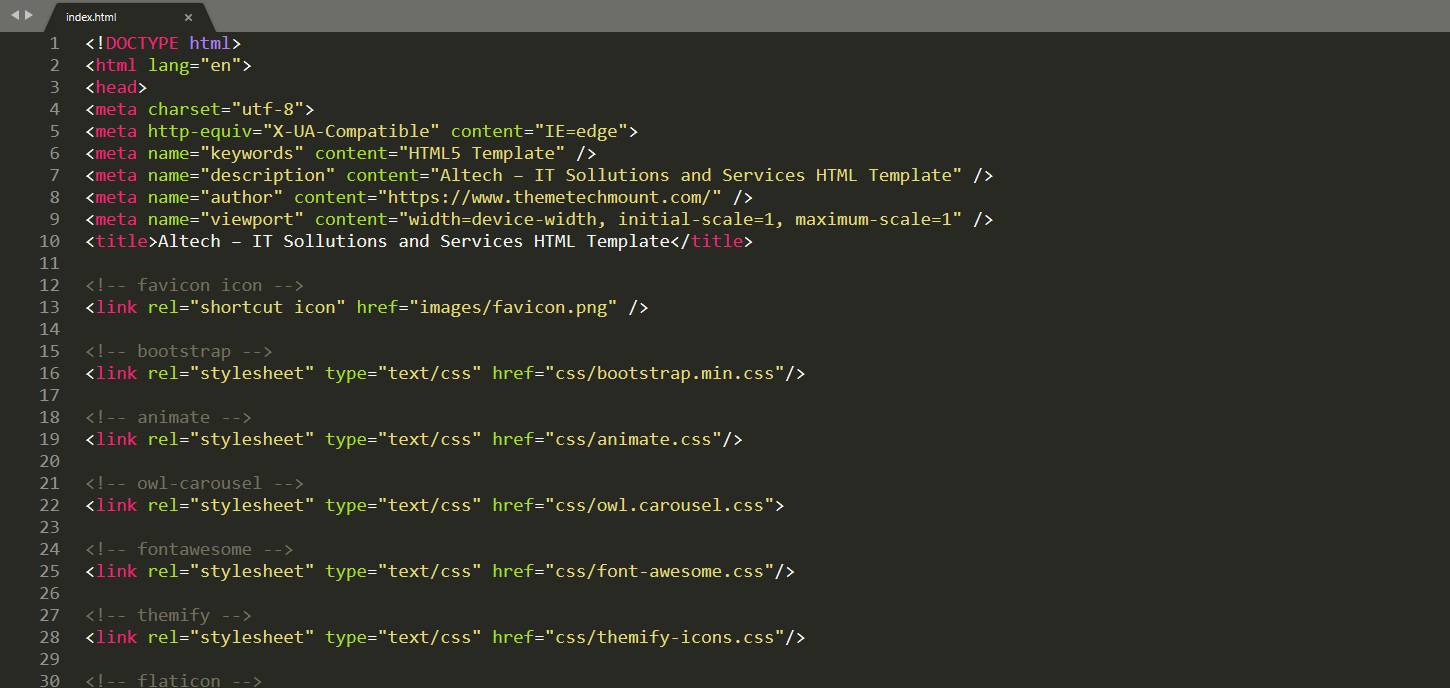 index.html ×
1 <!DOCTYPE html>
2 <html lang="en">
3 <head>
4 <meta charset="utf-8">
5 <meta http-equiv="X-UA-Compatible" content="IE=edge">
6 <meta name="keywords" content="HTML5 Template" />
7 <meta name="description" content="Altech – IT Sollutions and Services HTML Template" />
8 <meta name="author" content="https://www.themetechmount.com/" />
9 <meta name="viewport" content="width=device-width, initial-scale=1, maximum-scale=1" />
10 <title>Altech – IT Sollutions and Services HTML Template</title>
11
12 <!-- favicon icon -->
13 <link rel="shortcut icon" href="images/favicon.png" />
14
15 <!-- bootstrap -->
16 <link rel="stylesheet" type="text/css" href="css/bootstrap.min.css"/>
17
18 <!-- animate -->
19 <link rel="stylesheet" type="text/css" href="css/animate.css"/>
20
21 <!-- owl-carousel -->
22 <link rel="stylesheet" type="text/css" href="css/owl.carousel.css">
23
24 <!-- fontawesome -->
25 <link rel="stylesheet" type="text/css" href="css/font-awesome.css"/>
26
27 <!-- themify -->
28 <link rel="stylesheet" type="text/css" href="css/themify-icons.css"/>
29
30 <!-- flaticon -->